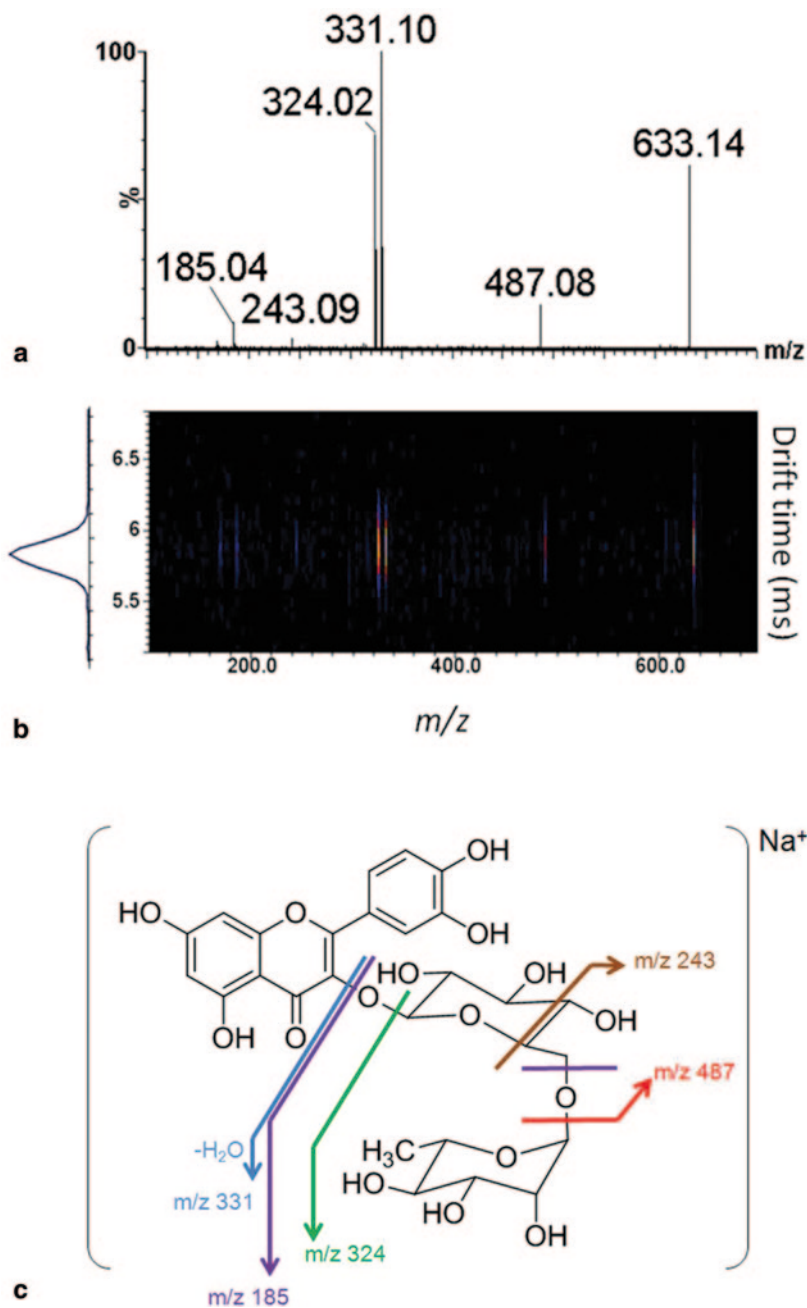 331.10
100
324.02
633.14
%
185.04
487.08
243.09
0
m/z
a
6.5
6
5.5
Drift time (ms)
200.0 400.0 600.0
m/z
b
Na+
OH
HO O
OH
HO OH m/z 243
O
OH O O OH
m/z 487
O
-H2O H3C O
m/z 331 HO
HO OH
m/z 324
m/z 185
c